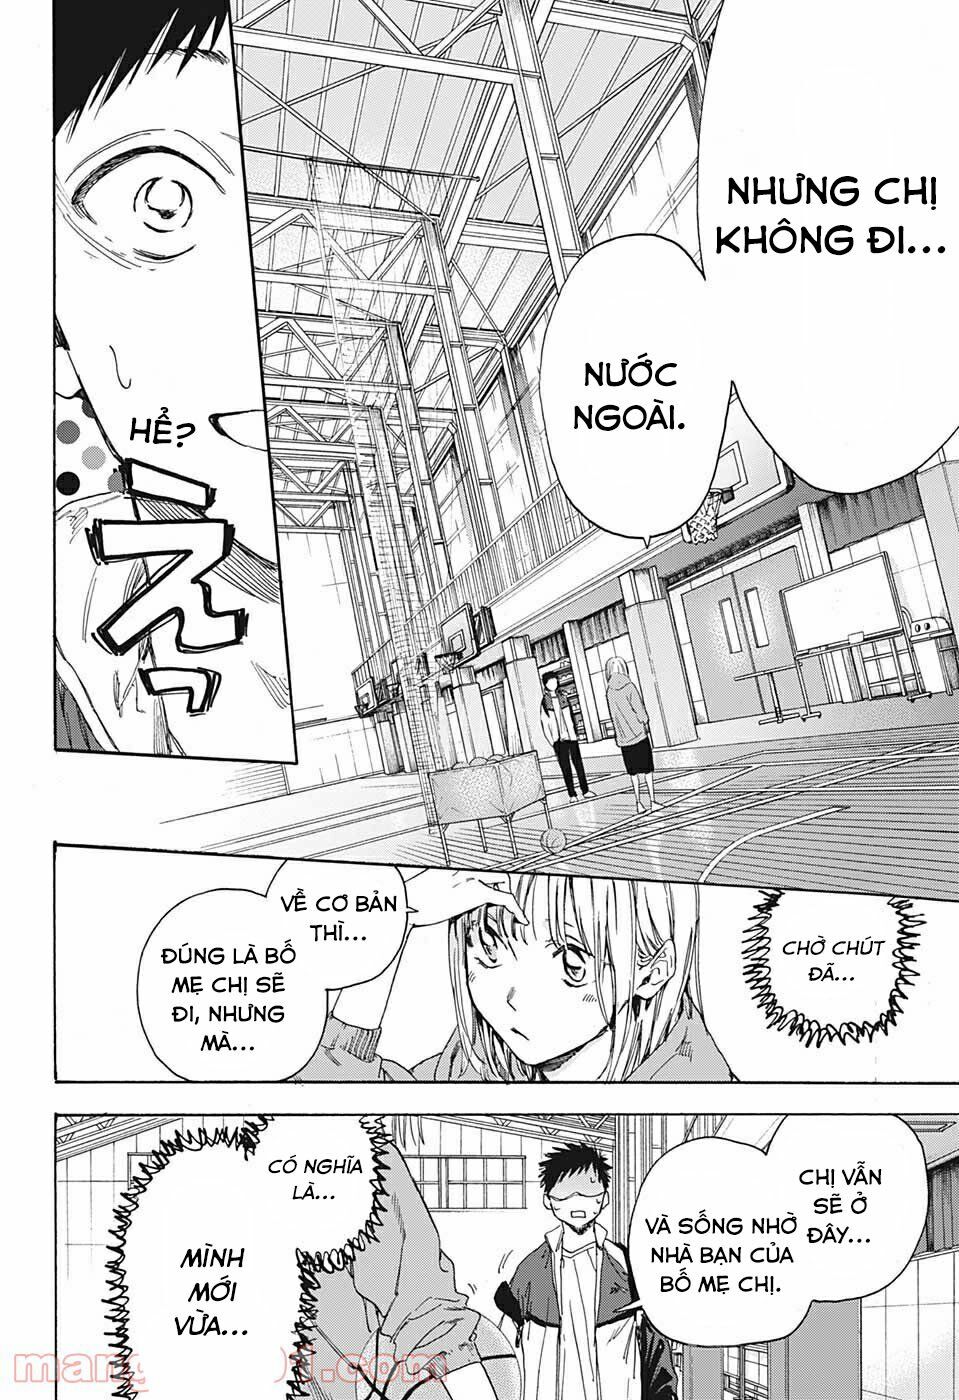 NHƯNG CHỊ
KHÔNG ĐI...
NƯỚC
NGOÀI.
HỂ?
えっ
CHỜ CHÚT
ĐÃ...
VỀ CƠ BẢN
THÌ...
ĐÚNG LÀ BỐ
MẸ CHỊ SẼ
ĐI, NHƯNG
MÀ...
CHỊ VẪN
SẼ Ở
ĐÂY...
VÀ SỐNG NHỜ
NHÀ BẠN CỦA
BỐ MẸ CHỊ.
CÓ NGHĨA
LÀ...
MÌNH
MỚI
VỪA...